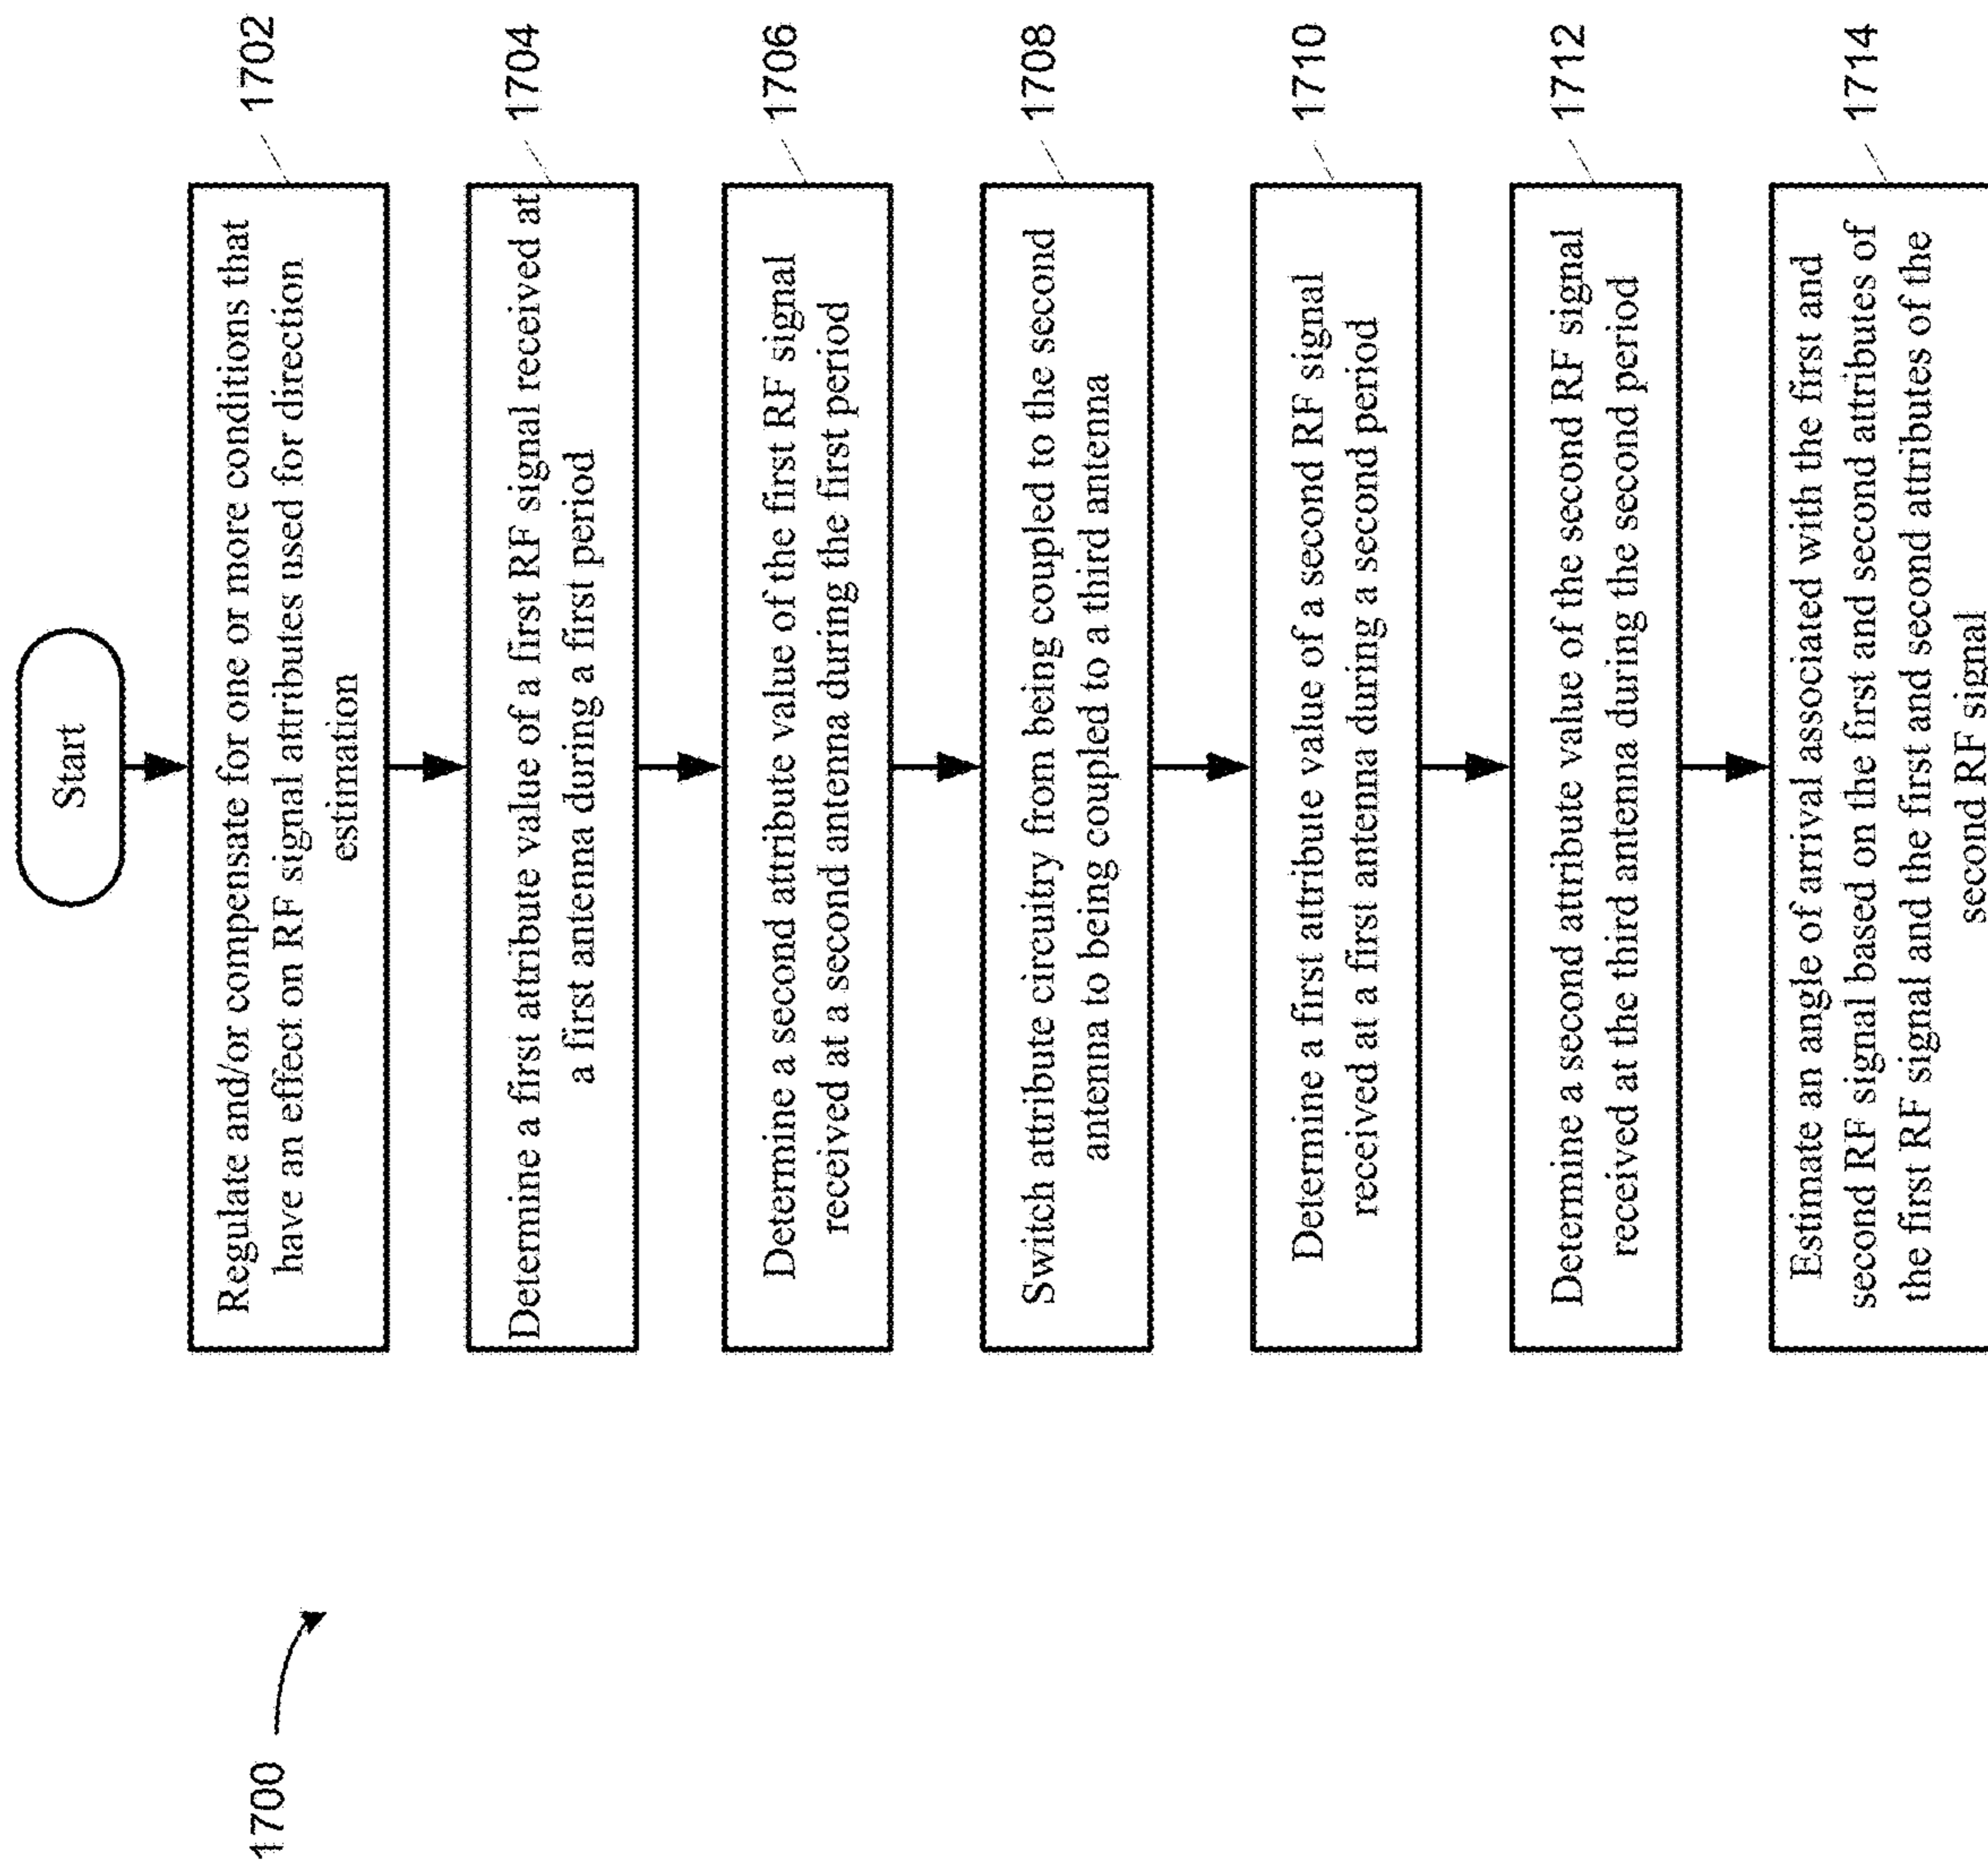 1700
Start
Regulate and/or compensate for one or more conditions that
have an effect on RF signal attributes used for direction
estimation
1702
Determine a first attribute value of a first RF signal received at
a first antenna during a first period
1704
Determine a second attribute value of the first RF signal
received at a second antenna during the first period
1706
Switch attribute circuitry from being coupled to the second
antenna to being coupled to a third antenna
1708
Determine a first attribute value of a second RF signal
received at a first antenna during a second period
1710
Determine a second attribute value of the second RF signal
received at the third antenna during the second period
1712
Estimate an angle of arrival associated with the first and
second RF signal based on the first and second attributes of
the first RF signal and the first and second attributes of the
second RF signal
1714